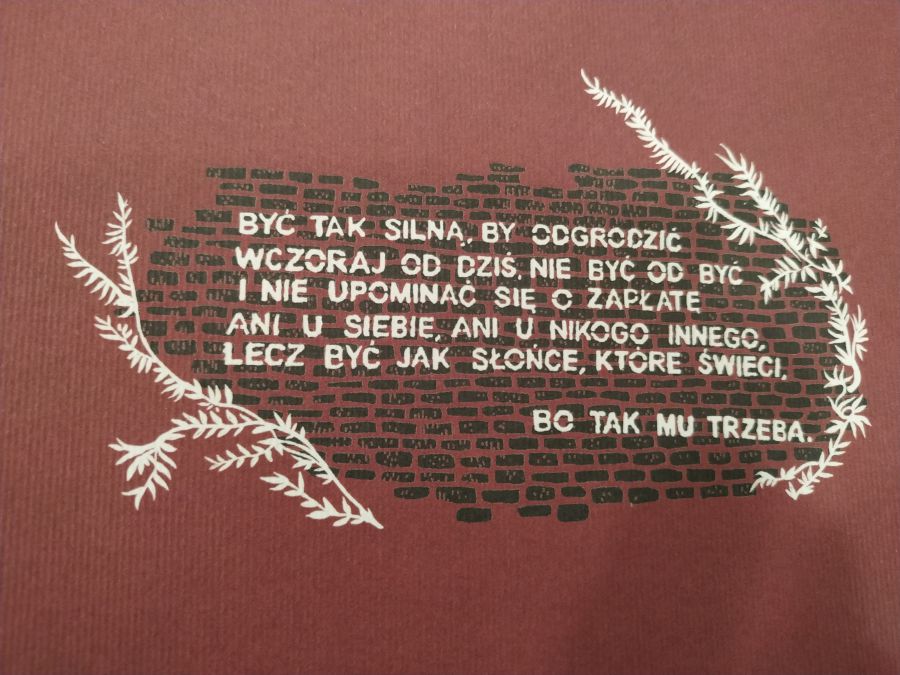 BYĆ TAK SILNĄ, BY ODGRODZIĆ
WCZORAJ OD DZIŚ, NIE BYĆ OD BYĆ
I NIE UPOMINAĆ SIĘ O ZAPŁATĘ
ANI U SIEBIE, ANI U NIKOGO INNEGO,
LECZ BYĆ JAK SŁOŃCE, KTÓRE ŚWIECI,
BO TAK MU TRZEBA.